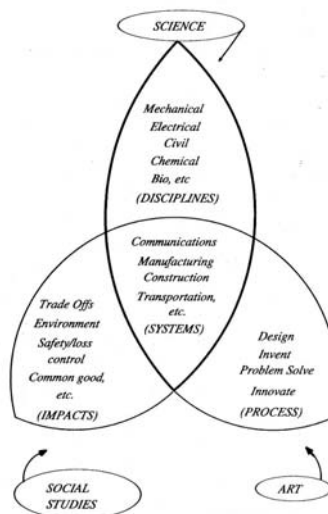 SCIENCE
Mechanical
Electrical
Civil
Chemical
Bio, etc
(DISCIPLINES)
Communications
Manufacturing
Construction
Transportation,
etc.
(SYSTEMS)
Trade Offs
Environment
Safety/loss
control
Common good,
etc.
(IMPACTS)
Design
Invent
Problem Solve
Innovate
(PROCESS)
SOCIAL
STUDIES
ART